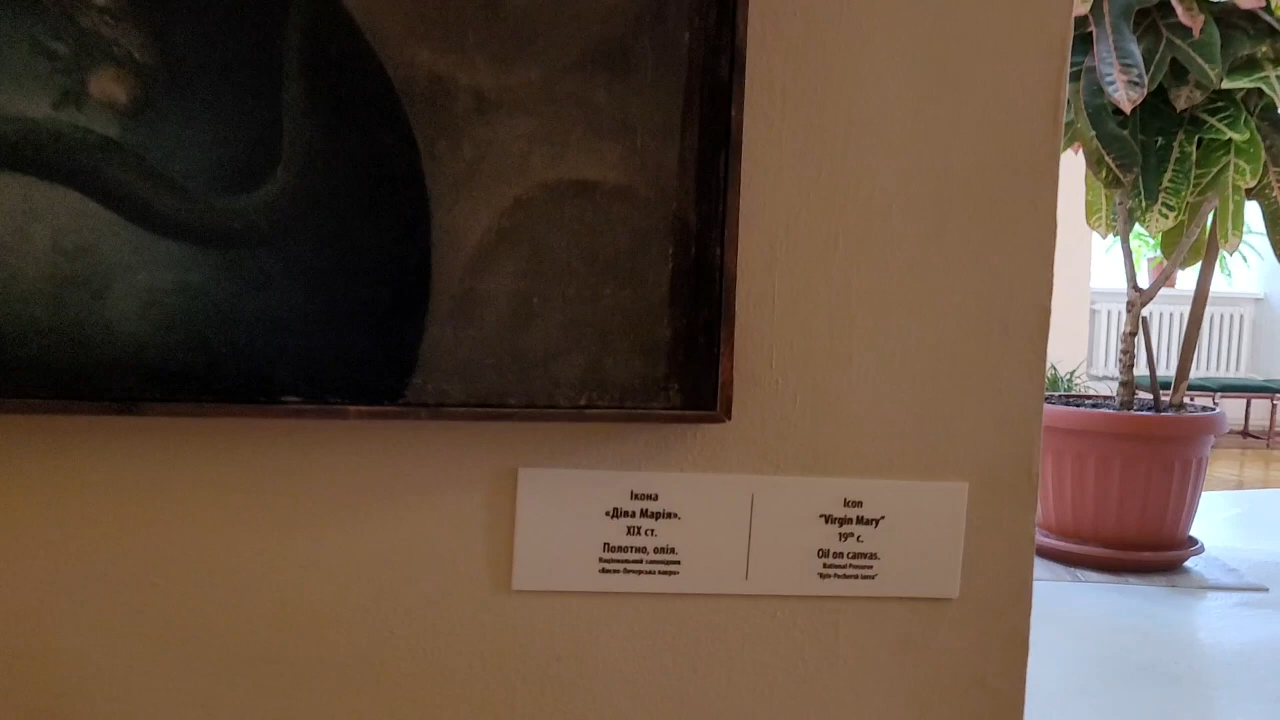 Ікона
«Діва Марія».
XIX ст.
Полотно, олія.
Національний заповідник
«Києво-Печерська лавра»
Icon
“Virgin Mary”
19th c.
Oil on canvas.
National Preserve
“Kyiv-Pechersk Lavra”